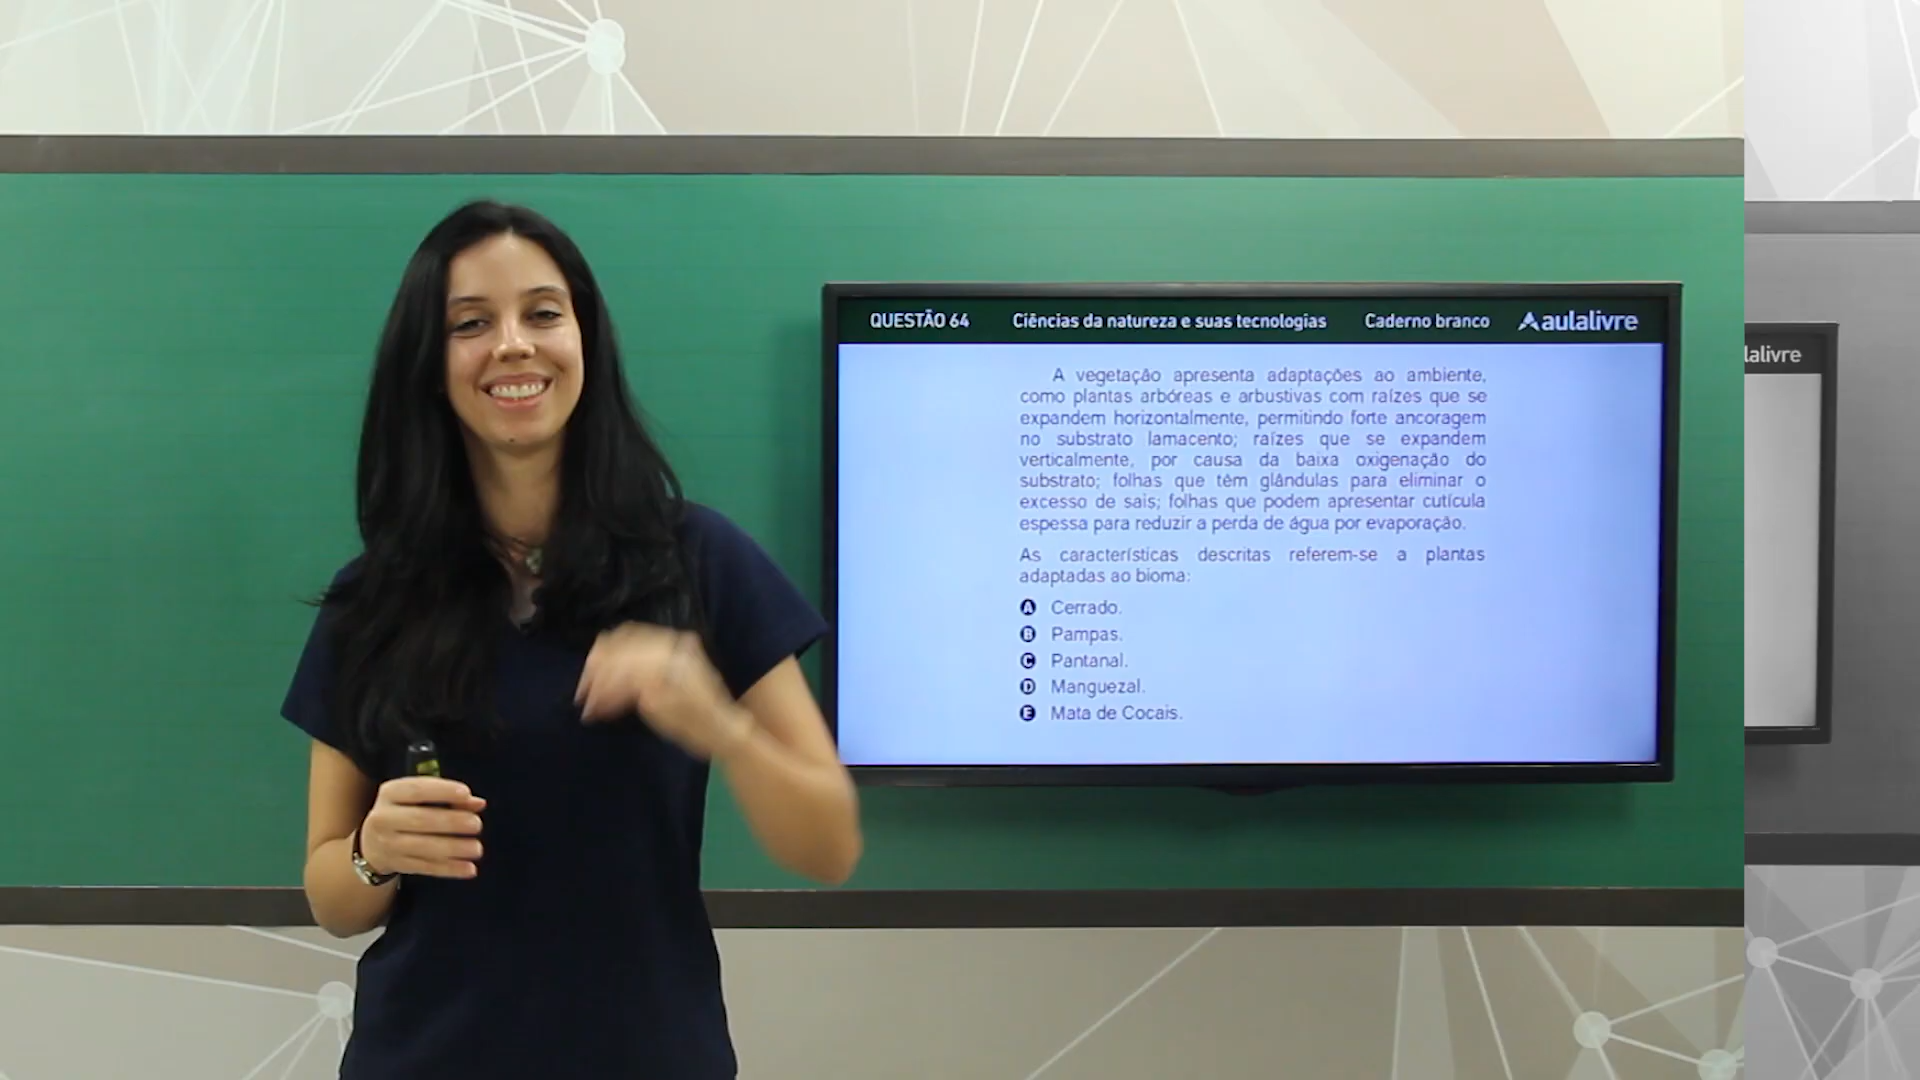 QUESTÃO 64 Ciências da natureza e suas tecnologias Caderno branco aulalivre
A vegetação apresenta adaptações ao ambiente,
como plantas arbóreas e arbustivas com raízes que se
expandem horizontalmente, permitindo forte ancoragem
no substrato lamacento; raízes que se expandem
verticalmente, por causa da baixa oxigenação do
substrato; folhas que têm glândulas para eliminar o
excesso de sais; folhas que podem apresentar cutícula
espessa para reduzir a perda de água por evaporação.
As características descritas referem-se a plantas
adaptadas ao bioma:
A Cerrado.
B Pampas.
C Pantanal.
D Manguezal.
E Mata de Cocais.
lalivre